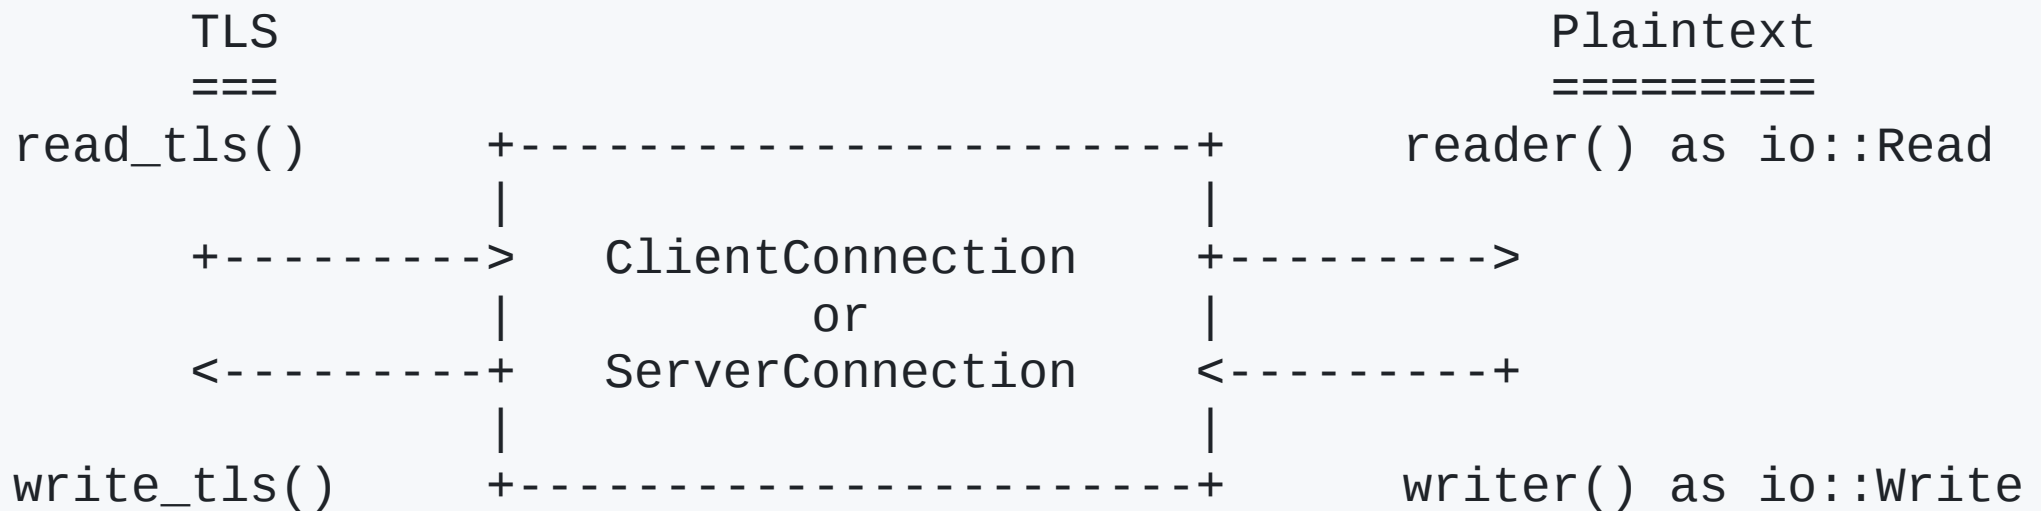 TLS                                   Plaintext
          ===                                   =========
read_tls()      +-----------------------+      reader() as io::Read
                |                       |
      +--------->   ClientConnection    +--------->
                |          or           |
      <---------+   ServerConnection    <---------+
                |                       |
write_tls()     +-----------------------+      writer() as io::Write